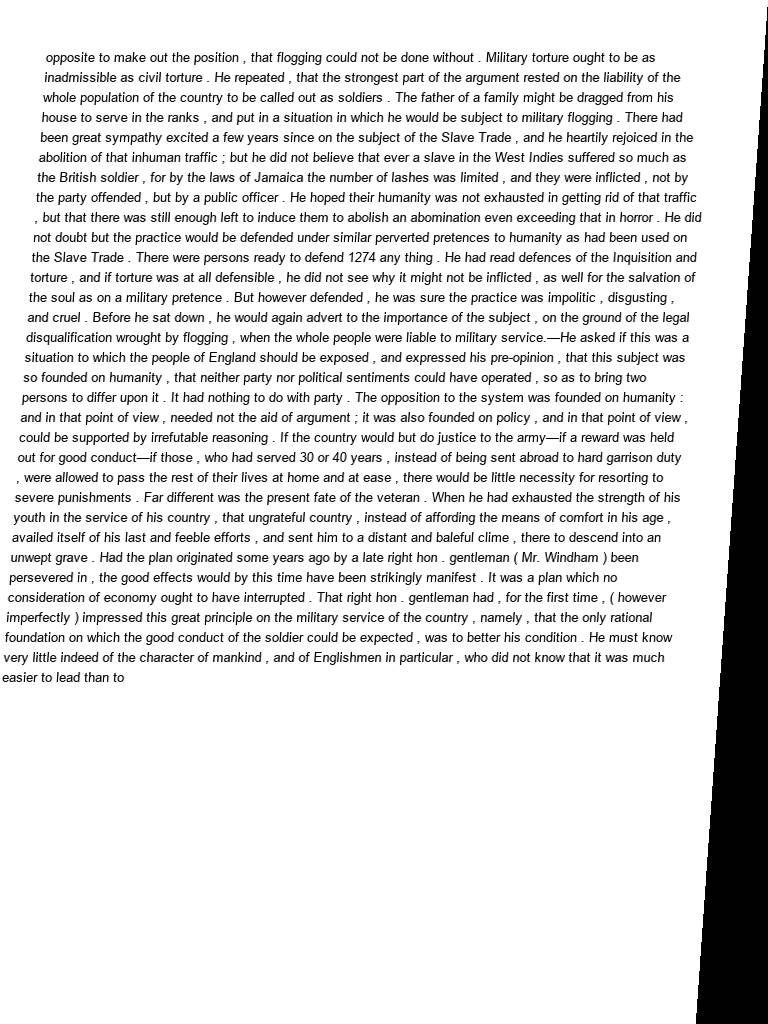 opposite to make out the position , that flogging could not be done without . Military torture ought to be as
inadmissible as civil torture . He repeated , that the strongest part of the argument rested on the liability of the
whole population of the country to be called out as soldiers . The father of a family might be dragged from his
house to serve in the ranks , and put in a situation in which he would be subject to military flogging . There had
been great sympathy excited a few years since on the subject of the Slave Trade , and he heartily rejoiced in the
abolition of that inhuman traffic ; but he did not believe that ever a slave in the West Indies suffered so much as
the British soldier , for by the laws of Jamaica the number of lashes was limited , and they were inflicted , not by
the party offended , but by a public officer . He hoped their humanity was not exhausted in getting rid of that traffic
, but that there was still enough left to induce them to abolish an abomination even exceeding that in horror . He did
not doubt but the practice would be defended under similar perverted pretences to humanity as had been used on
the Slave Trade . There were persons ready to defend 1274 any thing . He had read defences of the Inquisition and
torture , and if torture was at all defensible , he did not see why it might not be inflicted , as well for the salvation of
the soul as on a military pretence . But however defended , he was sure the practice was impolitic , disgusting ,
and cruel . Before he sat down , he would again advert to the importance of the subject , on the ground of the legal
disqualification wrought by flogging , when the whole people were liable to military service.—He asked if this was a
situation to which the people of England should be exposed , and expressed his pre-opinion , that this subject was
so founded on humanity , that neither party nor political sentiments could have operated , so as to bring two
persons to differ upon it . It had nothing to do with party . The opposition to the system was founded on humanity :
and in that point of view , needed not the aid of argument ; it was also founded on policy , and in that point of view ,
could be supported by irrefutable reasoning . If the country would but do justice to the army—if a reward was held
out for good conduct—if those , who had served 30 or 40 years , instead of being sent abroad to hard garrison duty
, were allowed to pass the rest of their lives at home and at ease , there would be little necessity for resorting to
severe punishments . Far different was the present fate of the veteran . When he had exhausted the strength of his
youth in the service of his country , that ungrateful country , instead of affording the means of comfort in his age ,
availed itself of his last and feeble efforts , and sent him to a distant and baleful clime , there to descend into an
unwept grave . Had the plan originated some years ago by a late right hon . gentleman ( Mr. Windham ) been
persevered in , the good effects would by this time have been strikingly manifest . It was a plan which no
consideration of economy ought to have interrupted . That right hon . gentleman had , for the first time , ( however
imperfectly ) impressed this great principle on the military service of the country , namely , that the only rational
foundation on which the good conduct of the soldier could be expected , was to better his condition . He must know
very little indeed of the character of mankind , and of Englishmen in particular , who did not know that it was much
easier to lead than to